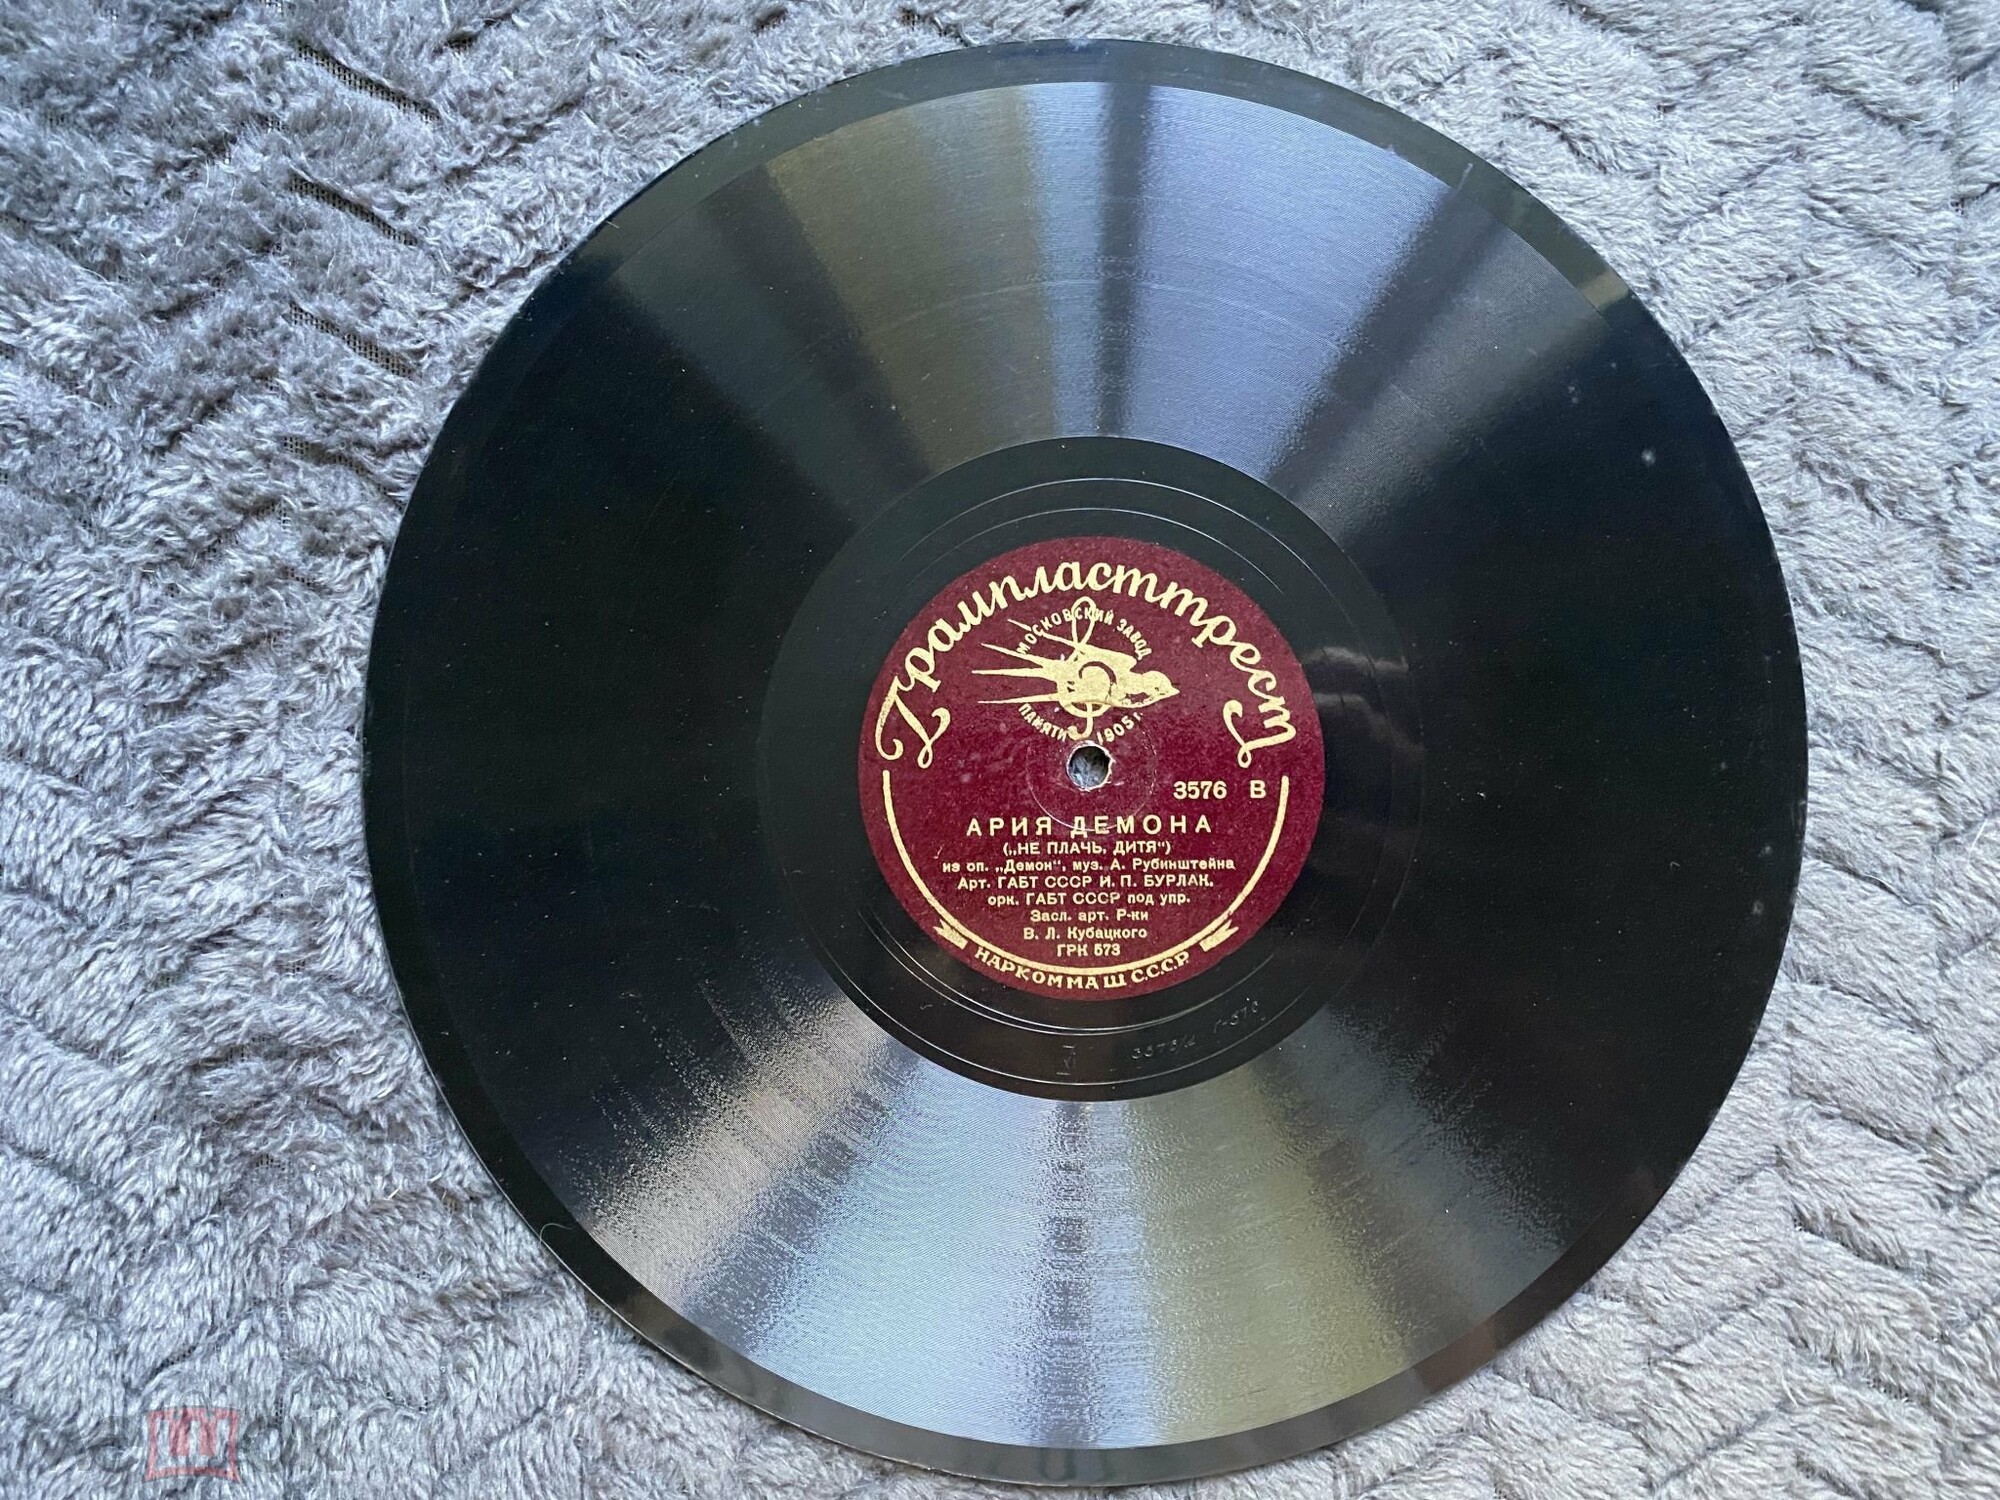 Грампласттрест
МОСКОВСКИЙ ЗАВОД
ПАМЯТИ 1905 г.
3576 В
АРИЯ ДЕМОНА
(„НЕ ПЛАЧЬ, ДИТЯ“)
из оп. „Демон“, муз. А. Рубинштейна
Арт. ГАБТ СССР И. П. БУРЛАК.
орк. ГАБТ СССР под упр.
Засл. арт. Р-ки
В. Л. Кубацкого
ГРК 573
НАРКОММАШ С.С.С.Р